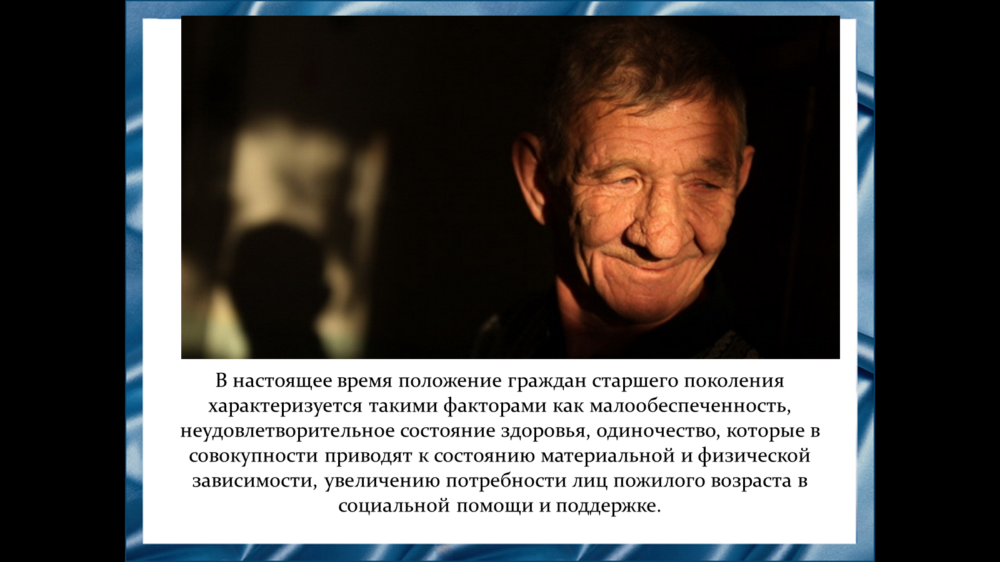 В настоящее время положение граждан старшего поколения
характеризуется такими факторами как малообеспеченность,
неудовлетворительное состояние здоровья, одиночество, которые в
совокупности приводят к состоянию материальной и физической
зависимости, увеличению потребности лиц пожилого возраста в
социальной помощи и поддержке.